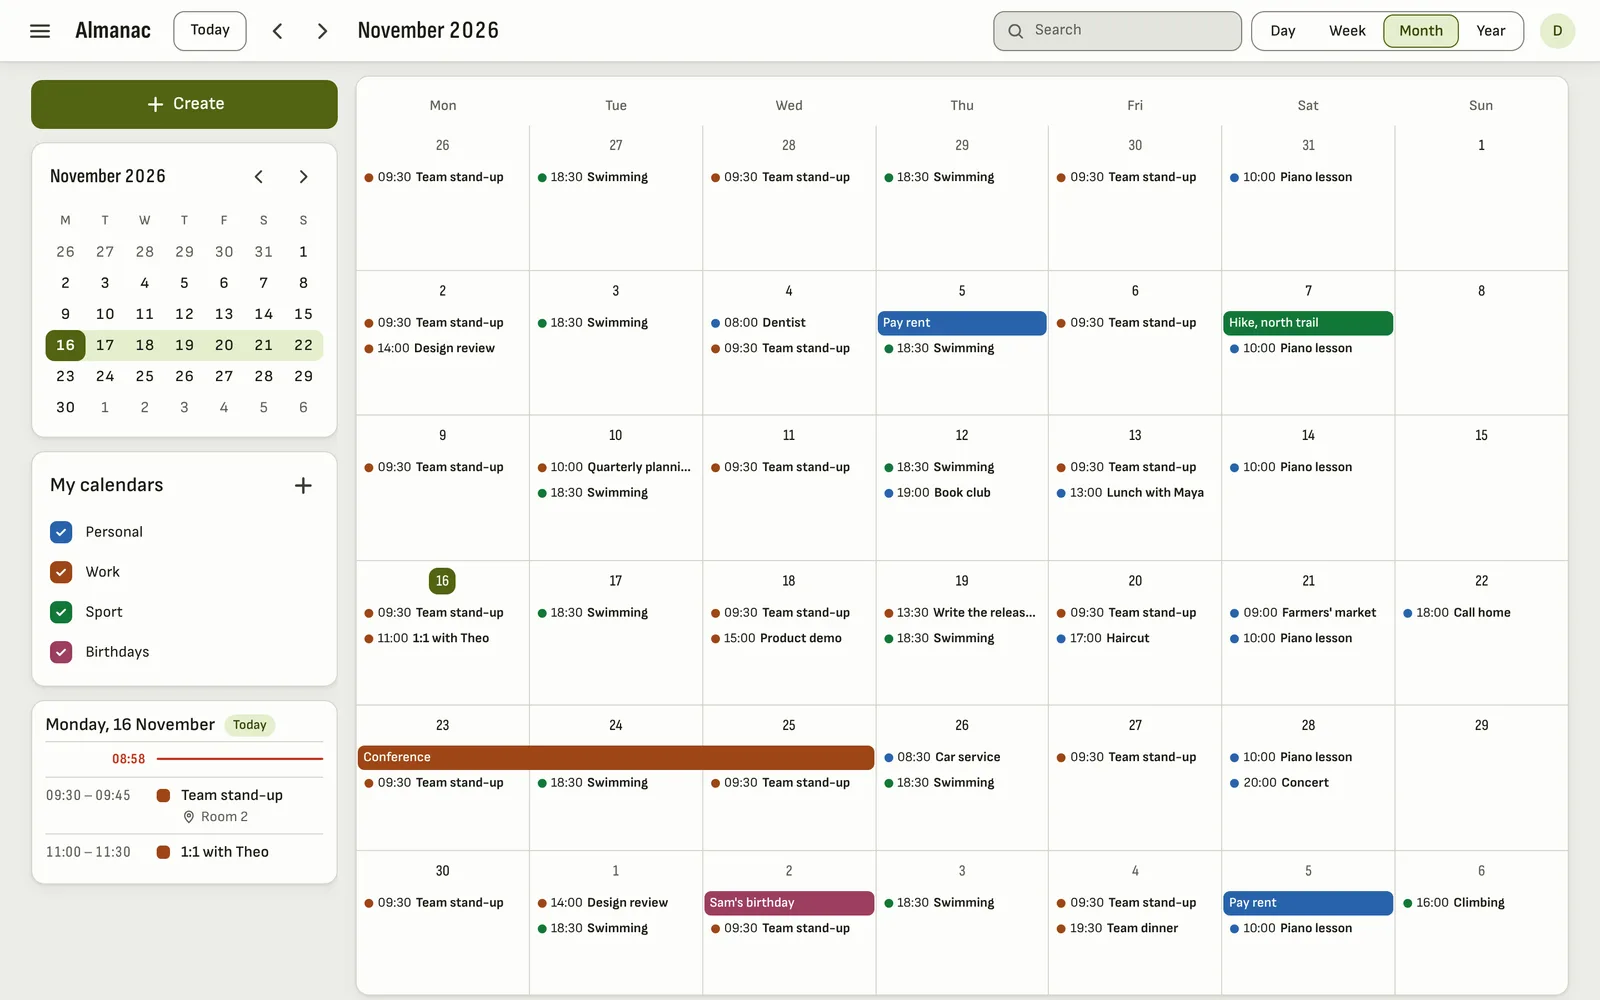 Almanac
Today
November 2026
Search
Day
Week
Month
Year
D
Create
November 2026
M T W T F S S
26 27 28 29 30 31 1
2 3 4 5 6 7 8
9 10 11 12 13 14 15
16 17 18 19 20 21 22
23 24 25 26 27 28 29
30 1 2 3 4 5 6
My calendars
Personal
Work
Sport
Birthdays
Monday, 16 November Today
08:58
09:30 – 09:45 Team stand-up
Room 2
11:00 – 11:30 1:1 with Theo
Mon Tue Wed Thu Fri Sat Sun
26 27 28 29 30 31 1
09:30 Team stand-up 18:30 Swimming 09:30 Team stand-up 18:30 Swimming 09:30 Team stand-up 10:00 Piano lesson
2 3 4 5 6 7 8
09:30 Team stand-up 18:30 Swimming 08:00 Dentist Pay rent 09:30 Team stand-up Hike, north trail
14:00 Design review 09:30 Team stand-up 18:30 Swimming 10:00 Piano lesson
9 10 11 12 13 14 15
09:30 Team stand-up 10:00 Quarterly planni... 09:30 Team stand-up 18:30 Swimming 09:30 Team stand-up 10:00 Piano lesson
18:30 Swimming 19:00 Book club 13:00 Lunch with Maya
16 17 18 19 20 21 22
09:30 Team stand-up 18:30 Swimming 09:30 Team stand-up 13:30 Write the releas... 09:30 Team stand-up 09:00 Farmers' market 18:00 Call home
11:00 1:1 with Theo 15:00 Product demo 18:30 Swimming 17:00 Haircut 10:00 Piano lesson
23 24 25 26 27 28 29
Conference 08:30 Car service 09:30 Team stand-up 10:00 Piano lesson
09:30 Team stand-up 18:30 Swimming 09:30 Team stand-up 18:30 Swimming 20:00 Concert
30 1 2 3 4 5 6
09:30 Team stand-up 14:00 Design review Sam's birthday 18:30 Swimming 09:30 Team stand-up Pay rent 16:00 Climbing
18:30 Swimming 09:30 Team stand-up 19:30 Team dinner 10:00 Piano lesson